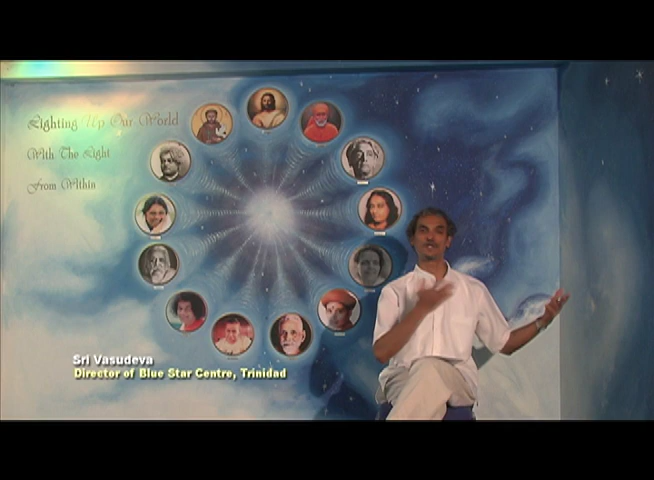 Lighting Up Our World
With The Light
From Within
Sri Vasudeva
Director of Blue Star Centre, Trinidad